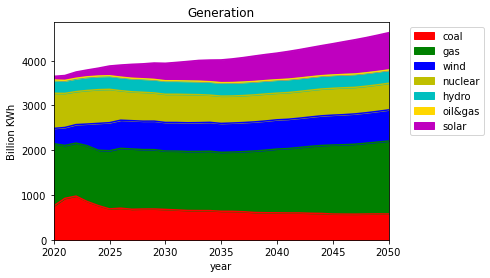 Generation
Billion KWh
4000
3000
2000
1000
0
2020
2025
2030
2035
2040
2045
2050
year
coal
gas
wind
nuclear
hydro
oil&gas
solar